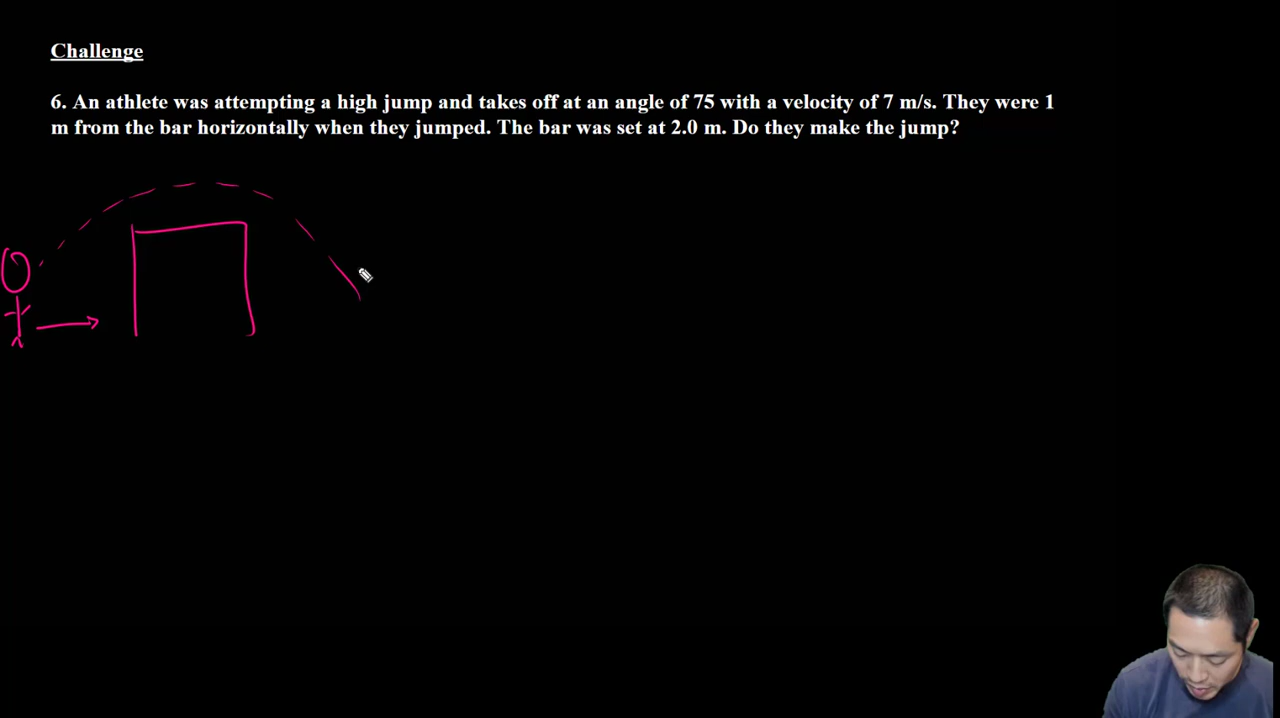 Challenge
6. An athlete was attempting a high jump and takes off at an angle of 75 with a velocity of 7 m/s. They were 1
m from the bar horizontally when they jumped. The bar was set at 2.0 m. Do they make the jump?